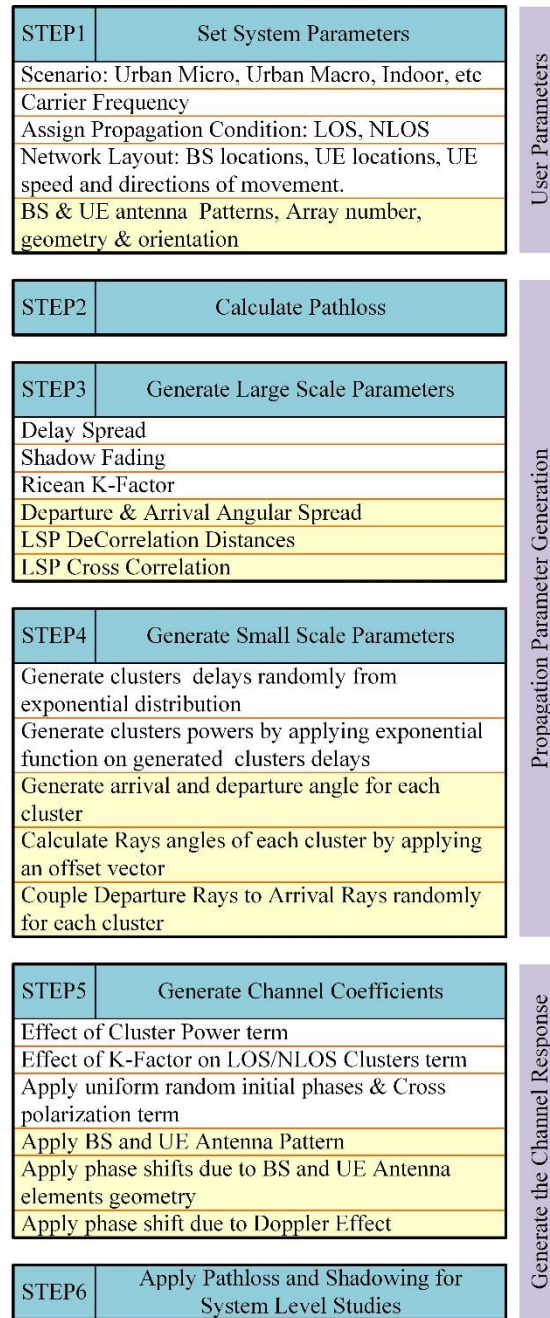 STEP1
Set System Parameters
Scenario: Urban Micro, Urban Macro, Indoor, etc
Carrier Frequency
Assign Propagation Condition: LOS, NLOS
Network Layout: BS locations, UE locations, UE
speed and directions of movement.
BS & UE antenna Patterns, Array number,
geometry & orientation
User Parameters
STEP2
Calculate Pathloss
STEP3
Generate Large Scale Parameters
Delay Spread
Shadow Fading
Ricean K-Factor
Departure & Arrival Angular Spread
LSP DeCorrelation Distances
LSP Cross Correlation
STEP4
Generate Small Scale Parameters
Generate clusters delays randomly from
exponential distribution
Generate clusters powers by applying exponential
function on generated clusters delays
Generate arrival and departure angle for each
cluster
Calculate Rays angles of each cluster by applying
an offset vector
Couple Departure Rays to Arrival Rays randomly
for each cluster
Propagation Parameter Generation
STEP5
Generate Channel Coefficients
Effect of Cluster Power term
Effect of K-Factor on LOS/NLOS Clusters term
Apply uniform random initial phases & Cross
polarization term
Apply BS and UE Antenna Pattern
Apply phase shifts due to BS and UE Antenna
elements geometry
Apply phase shift due to Doppler Effect
STEP6
Apply Pathloss and Shadowing for
System Level Studies
Generate the Channel Response